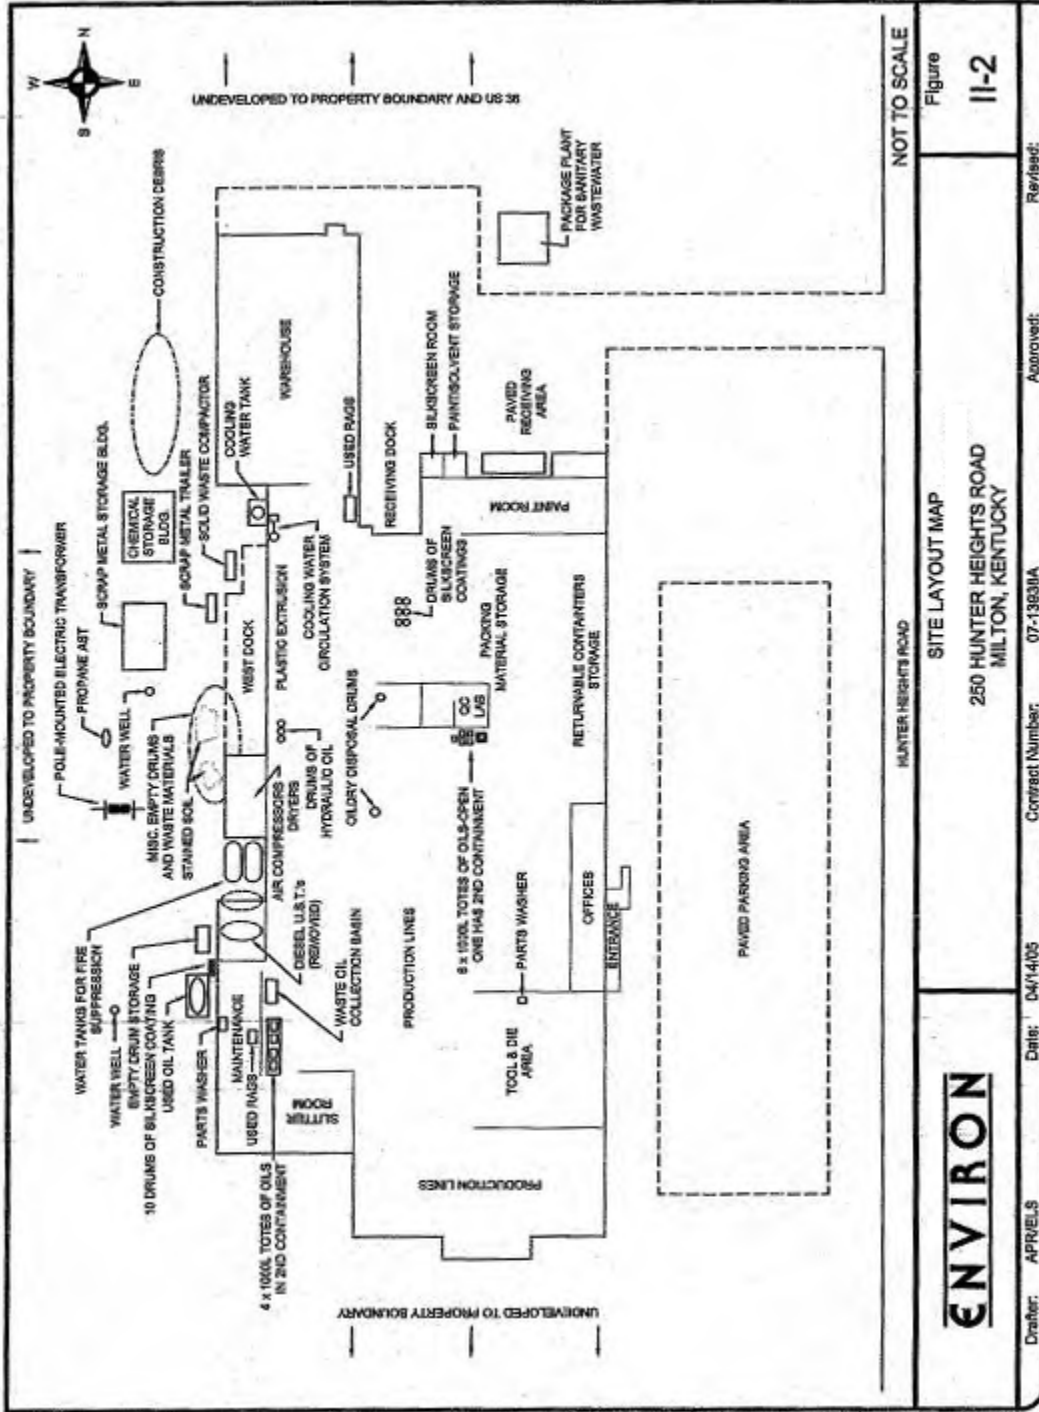 UNDEVELOPED TO PROPERTY BOUNDARY
W
N
S
E
POLE-MOUNTED ELECTRIC TRANSFORMER
PROPANE AST
SCRAP METAL STORAGE BLDG.
WATER WELL
CHEMICAL
STORAGE
BLDG.
CONSTRUCTION DEBRIS
SCRAP METAL TRAILER
SOLID WASTE COMPACTOR
COOLING
WATER TANK
MISC. EMPTY DRUMS
AND WASTE MATERIALS
STAINED SOIL
WATER TANKS FOR FIRE
SUPPRESSION
WATER WELL
EMPTY DRUM STORAGE
10 DRUMS OF SILKSCREEN COATING
USED OIL TANK
PARTS WASHER
MAINTENANCE
USED RAGS
WEST DOCK
WAREHOUSE
UNDEVELOPED TO PROPERTY BOUNDARY AND US 36
SLITTER
ROOM
4 x 1000L TOTES OF OILS
IN 2ND CONTAINMENT
AIR COMPRESSORS
DRYERS
DIESEL U.S.T.'s
(REMOVED)
WASTE OIL
COLLECTION BASIN
PLASTIC EXTRUSION
DRUMS OF
HYDRAULIC OIL
COOLING WATER
CIRCULATION SYSTEM
USED RAGS
OILDRY DISPOSAL DRUMS
RECEIVING DOCK
888
DRUMS OF
SILKSCREEN
COATINGS
SILKSCREEN ROOM
PAINT/SOLVENT STORAGE
PRODUCTION LINES
PRODUCTION LINES
QC
LAB
PACKING
MATERIAL STORAGE
PAINT ROOM
PAVED
RECEIVING
AREA
PACKAGE PLANT
FOR SANITARY
WASTEWATER
6 x 1000L TOTES OF OILS-OPEN
ONE HAS 2ND CONTAINMENT
PARTS WASHER
TOOL & DIE
AREA
OFFICES
ENTRANCE
RETURNABLE CONTAINERS
STORAGE
UNDEVELOPED TO PROPERTY BOUNDARY
PAVED PARKING AREA
HUNTER HEIGHTS ROAD
NOT TO SCALE
ENVIRON
SITE LAYOUT MAP
250 HUNTER HEIGHTS ROAD
MILTON, KENTUCKY
Figure
II-2
Drafter: APR/ELS Date: 04/14/05 Contract Number: 07-13938A Approved: Revised: